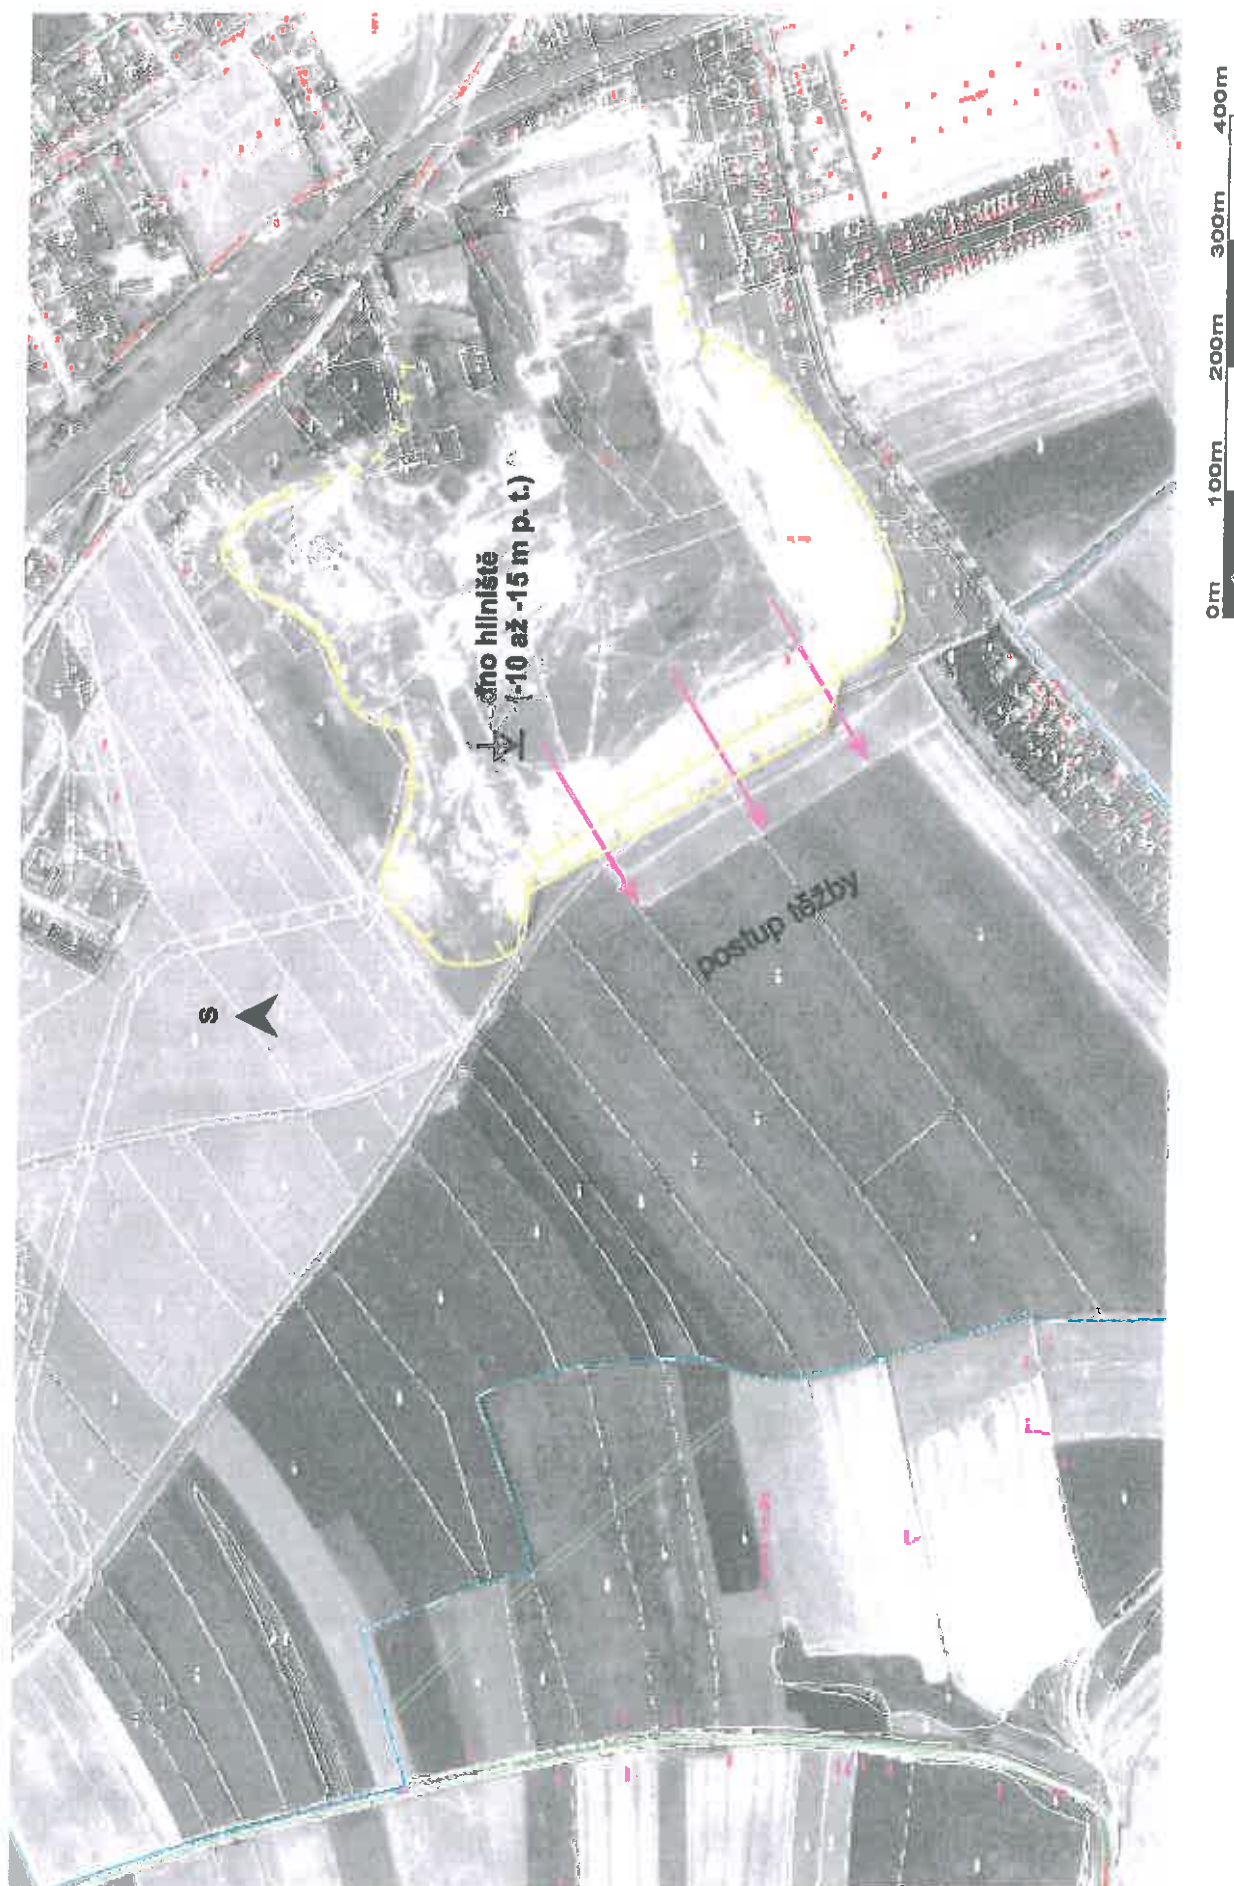 S
dno hliniště
(-10 až -15 m p. t.)
postup těžby
0m 100m 200m 300m 400m